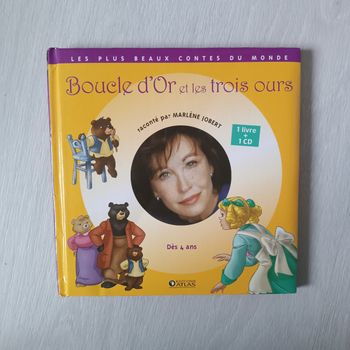 LES PLUS BEAUX CONTES DU MONDE
Boucle d'Or et les trois ours
raconté par MARLÈNE JOBERT
1 livre
+
1 CD
Dès 4 ans
ATLAS